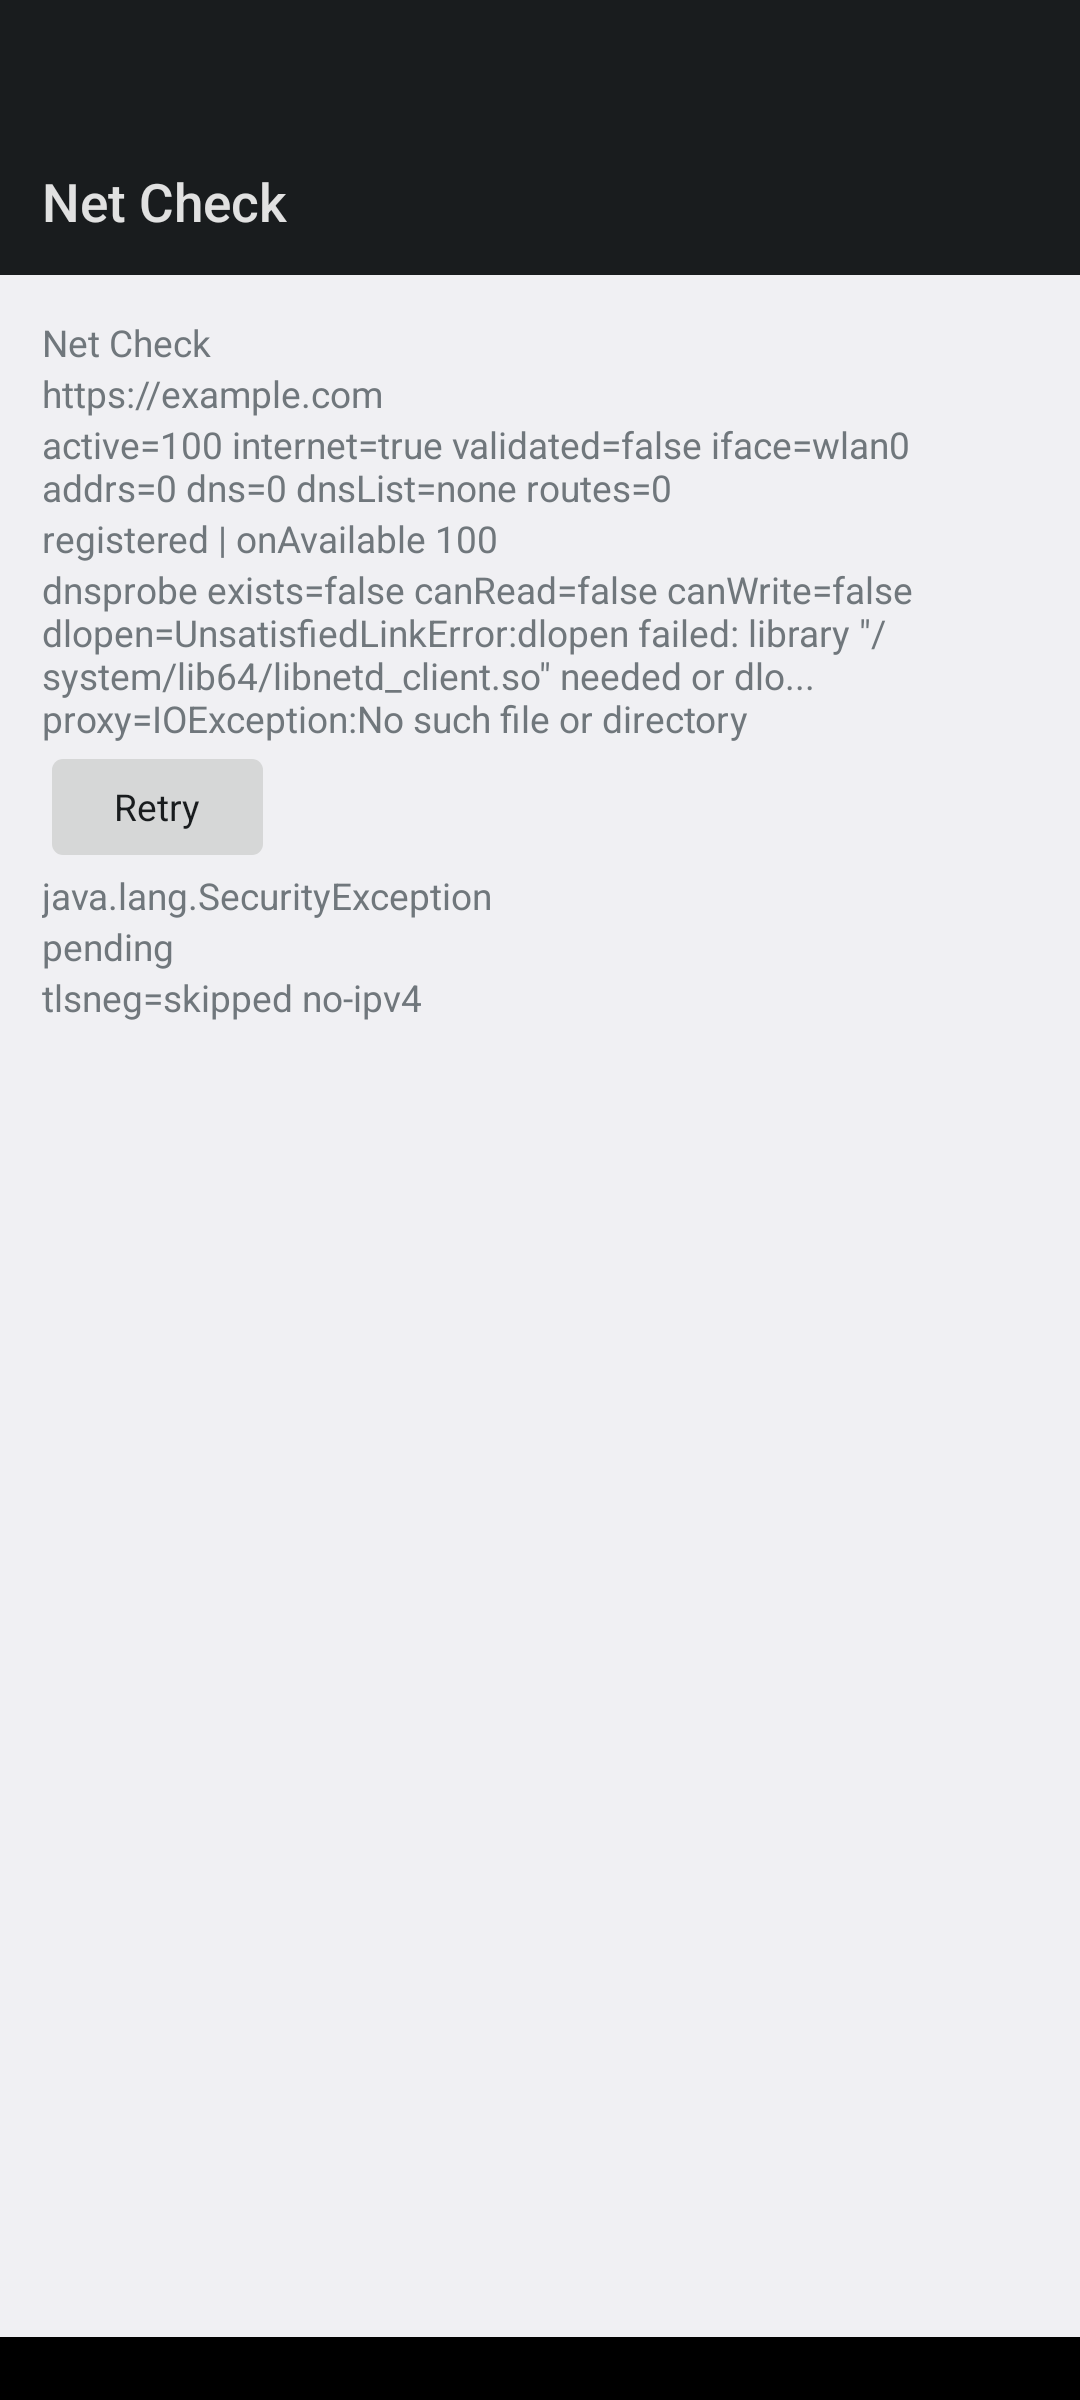 Net Check
Net Check
https://example.com
active=100 internet=true validated=false iface=wlan0
addrs=0 dns=0 dnsList=none routes=0
registered | onAvailable 100
dnsprobe exists=false canRead=false canWrite=false
dlopen=UnsatisfiedLinkError:dlopen failed: library "/
system/lib64/libnetd_client.so" needed or dlo...
proxy=IOException:No such file or directory
Retry
java.lang.SecurityException
pending
tlsneg=skipped no-ipv4